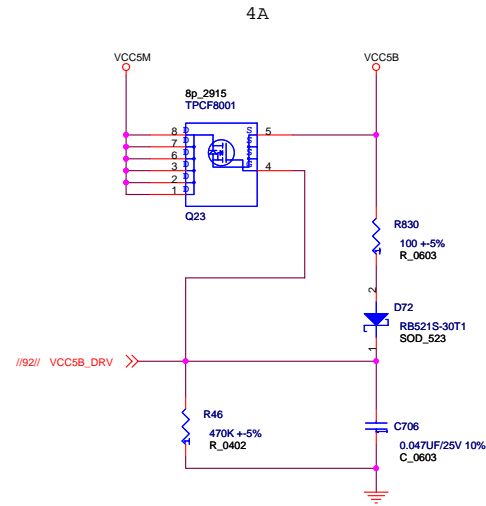 4A
VCC5M
VCC5B
8p_2915
TPCF8001
8 D
7 D
6 D
3 D
2 D
1 D
S 5
S
S
G 4
Q23
R830
100 +-5%
R_0603
2
D72
RB521S-30T1
SOD_523
1
//92// VCC5B_DRV
R46
470K +-5%
R_0402
C706
0.047UF/25V 10%
C_0603